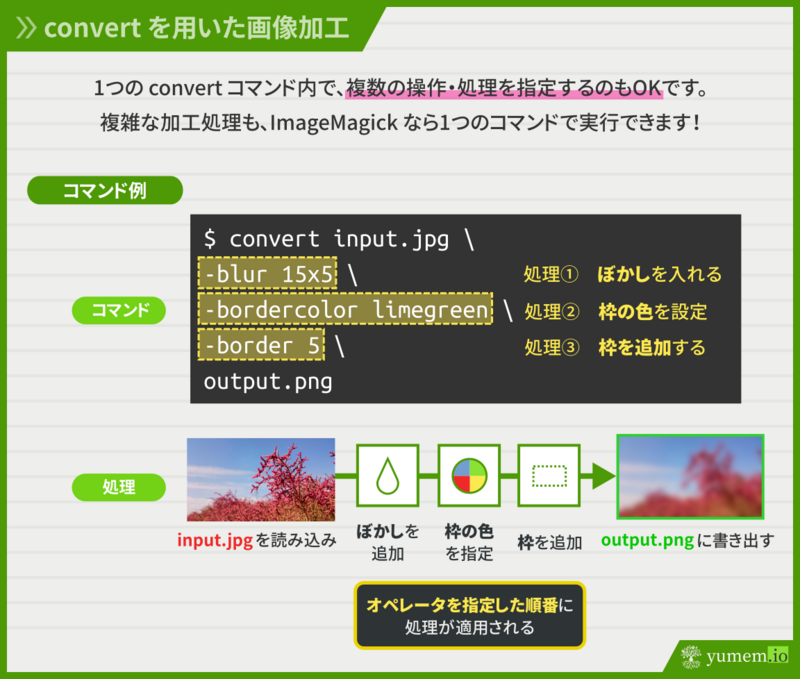 convert を用いた画像加工
1つの convert コマンド内で、複数の操作・処理を指定するのもOKです。
複雑な加工処理も、ImageMagick なら1つのコマンドで実行できます！
コマンド例
コマンド
$ convert input.jpg \
-blur 15x5 \ 処理① ぼかしを入れる
-bordercolor limegreen \ 処理② 枠の色を設定
-border 5 \ 処理③ 枠を追加する
output.png
処理
input.jpg を読み込み
ぼかしを
追加
枠の色
を指定
枠を追加
output.png に書き出す
オペレータを指定した順番に
処理が適用される
yumem.io